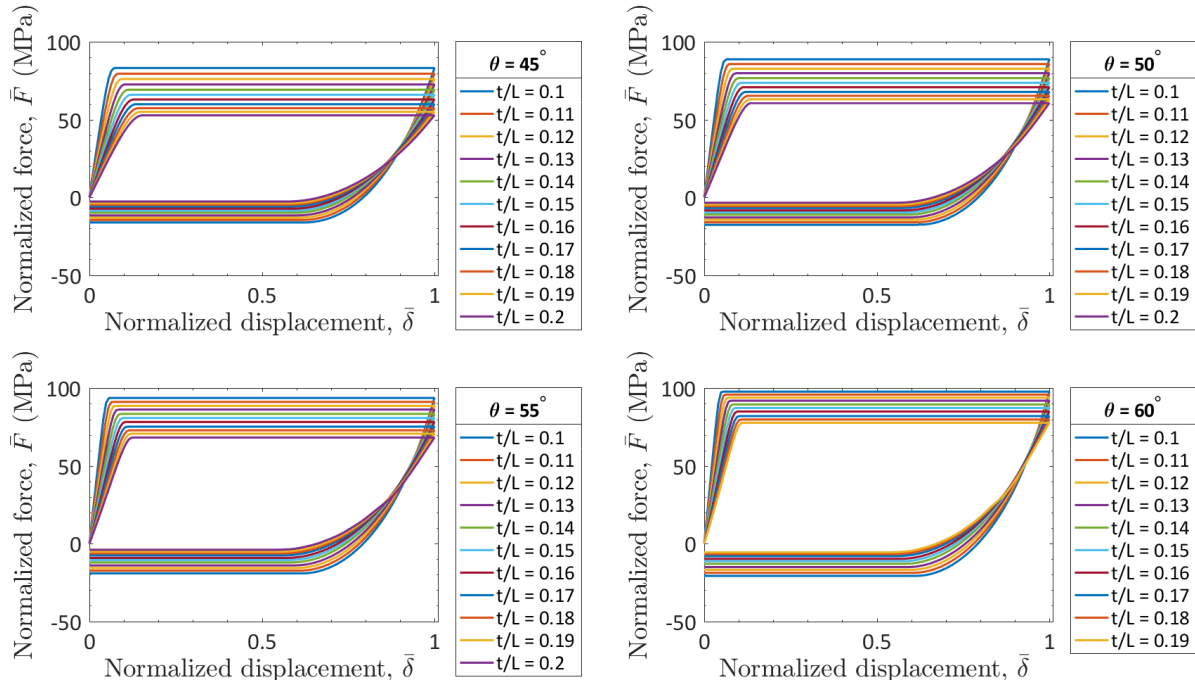 Normalized force, F̄ (MPa)
100
50
0
-50
0
0.5
1
Normalized displacement, δ̄
θ = 45°
t/L = 0.1
t/L = 0.11
t/L = 0.12
t/L = 0.13
t/L = 0.14
t/L = 0.15
t/L = 0.16
t/L = 0.17
t/L = 0.18
t/L = 0.19
t/L = 0.2
Normalized force, F̄ (MPa)
100
50
0
-50
0
0.5
1
Normalized displacement, δ̄
θ = 50°
t/L = 0.1
t/L = 0.11
t/L = 0.12
t/L = 0.13
t/L = 0.14
t/L = 0.15
t/L = 0.16
t/L = 0.17
t/L = 0.18
t/L = 0.19
t/L = 0.2
Normalized force, F̄ (MPa)
100
50
0
-50
0
0.5
1
Normalized displacement, δ̄
θ = 55°
t/L = 0.1
t/L = 0.11
t/L = 0.12
t/L = 0.13
t/L = 0.14
t/L = 0.15
t/L = 0.16
t/L = 0.17
t/L = 0.18
t/L = 0.19
t/L = 0.2
Normalized force, F̄ (MPa)
100
50
0
-50
0
0.5
1
Normalized displacement, δ̄
θ = 60°
t/L = 0.1
t/L = 0.11
t/L = 0.12
t/L = 0.13
t/L = 0.14
t/L = 0.15
t/L = 0.16
t/L = 0.17
t/L = 0.18
t/L = 0.19